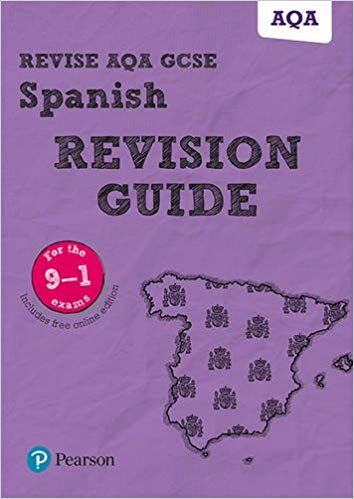 AQA
REVISE AQA GCSE
Spanish
REVISION
GUIDE
For the
9–1
exams
Includes free online edition
Pearson